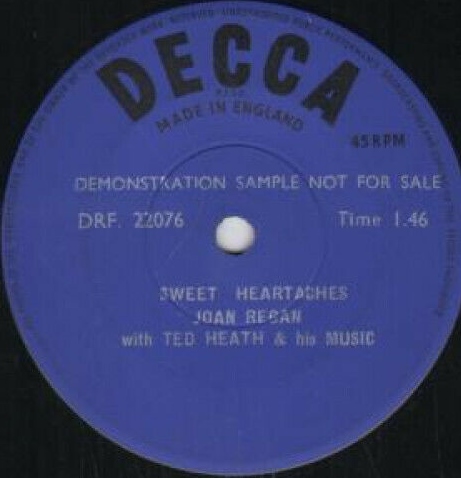 DECCA
MADE IN ENGLAND
45 RPM
DEMONSTRATION SAMPLE NOT FOR SALE
DRF. 22076 Time 1.46
SWEET HEARTACHES
JOAN REGAN
with TED HEATH & his MUSIC